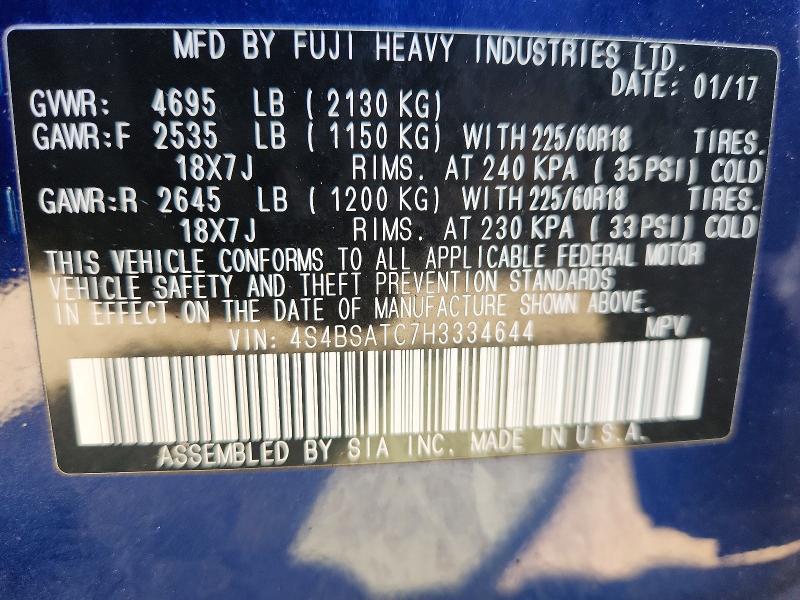 MFD BY FUJI HEAVY INDUSTRIES LTD.
DATE: 01/17
GVWR: 4695 LB ( 2130 KG)
GAWR:F 2535 LB ( 1150 KG) WITH 225/60R18 TIRES.
18X7J RIMS. AT 240 KPA ( 35 PSI) COLD
GAWR:R 2645 LB ( 1200 KG) WITH 225/60R18 TIRES.
18X7J RIMS. AT 230 KPA ( 33 PSI) COLD
THIS VEHICLE CONFORMS TO ALL APPLICABLE FEDERAL MOTOR
VEHICLE SAFETY AND THEFT PREVENTION STANDARDS
IN EFFECT ON THE DATE OF MANUFACTURE SHOWN ABOVE.
VIN: 4S4BSATC7H3334644 MPV
ASSEMBLED BY SIA INC. MADE IN U.S.A.